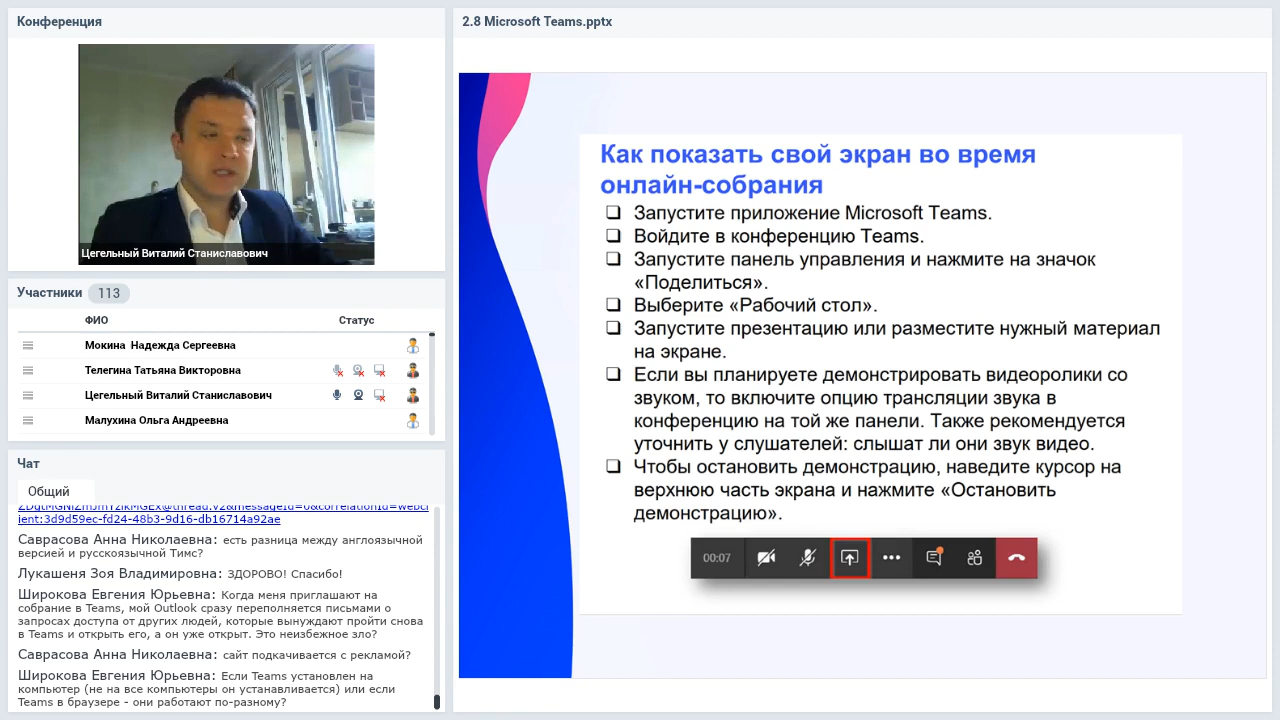 Конференция
Цегельный Виталий Станиславович
Участники 113
ФИО Статус
Мокина Надежда Сергеевна
Телегина Татьяна Викторовна
Цегельный Виталий Станиславович
Малухина Ольга Андреевна
Чат
Общий
ient:3d9d59ec-fd24-48b3-9d16-db16714a92ae
Саврасова Анна Николаевна: есть разница между англоязычной
версией и русскоязычной Тимс?
Лукашеня Зоя Владимировна: ЗДОРОВО! Спасибо!
Широкова Евгения Юрьевна: Когда меня приглашают на
собрание в Teams, мой Outlook сразу переполняется письмами о
запросах доступа от других людей, которые вынуждают пройти снова
в Teams и открыть его, а он уже открыт. Это неизбежное зло?
Саврасова Анна Николаевна: сайт подкачивается с рекламой?
Широкова Евгения Юрьевна: Если Teams установлен на
компьютер (не на все компьютеры он устанавливается) или если
Teams в браузере - они работают по-разному?
2.8 Microsoft Teams.pptx
Как показать свой экран во время
онлайн-собрания
Запустите приложение Microsoft Teams.
Войдите в конференцию Teams.
Запустите панель управления и нажмите на значок
«Поделиться».
Выберите «Рабочий стол».
Запустите презентацию или разместите нужный материал
на экране.
Если вы планируете демонстрировать видеоролики со
звуком, то включите опцию трансляции звука в
конференцию на той же панели. Также рекомендуется
уточнить у слушателей: слышат ли они звук видео.
Чтобы остановить демонстрацию, наведите курсор на
верхнюю часть экрана и нажмите «Остановить
демонстрацию».
00:07